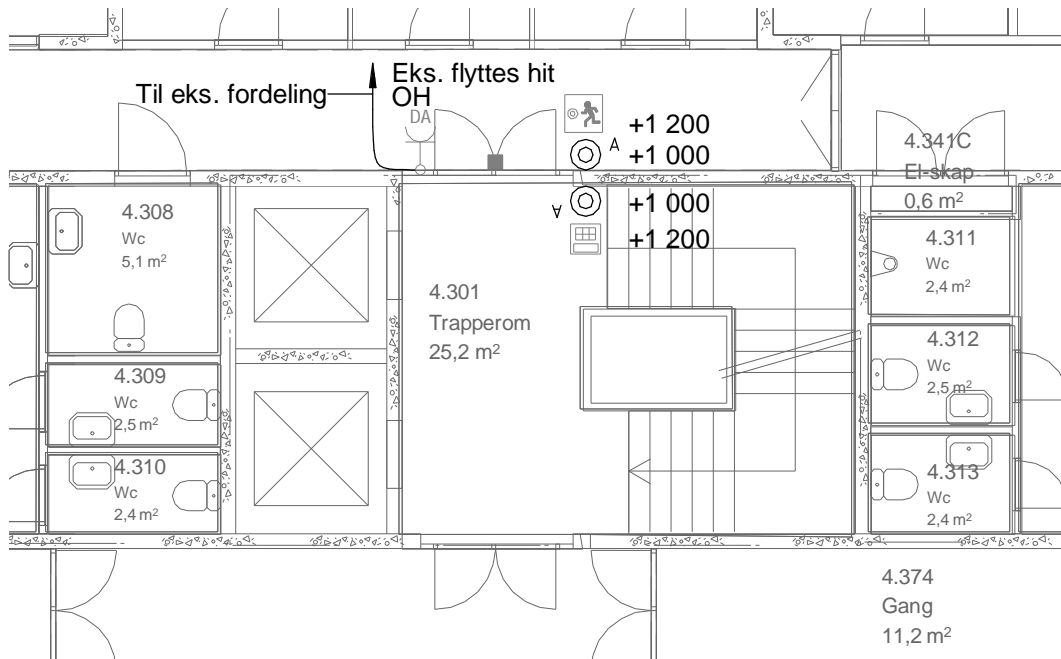 Eks. flyttes hit
Til eks. fordeling
OH
DA
+1 200
A
+1 000
A
+1 000
+1 200
4.341C
El-skap
0,6 m²
4.308
Wc
5,1 m²
4.311
Wc
2,4 m²
4.301
Trapperom
25,2 m²
4.312
Wc
2,5 m²
4.309
Wc
2,5 m²
4.310
Wc
2,4 m²
4.313
Wc
2,4 m²
4.374
Gang
11,2 m²